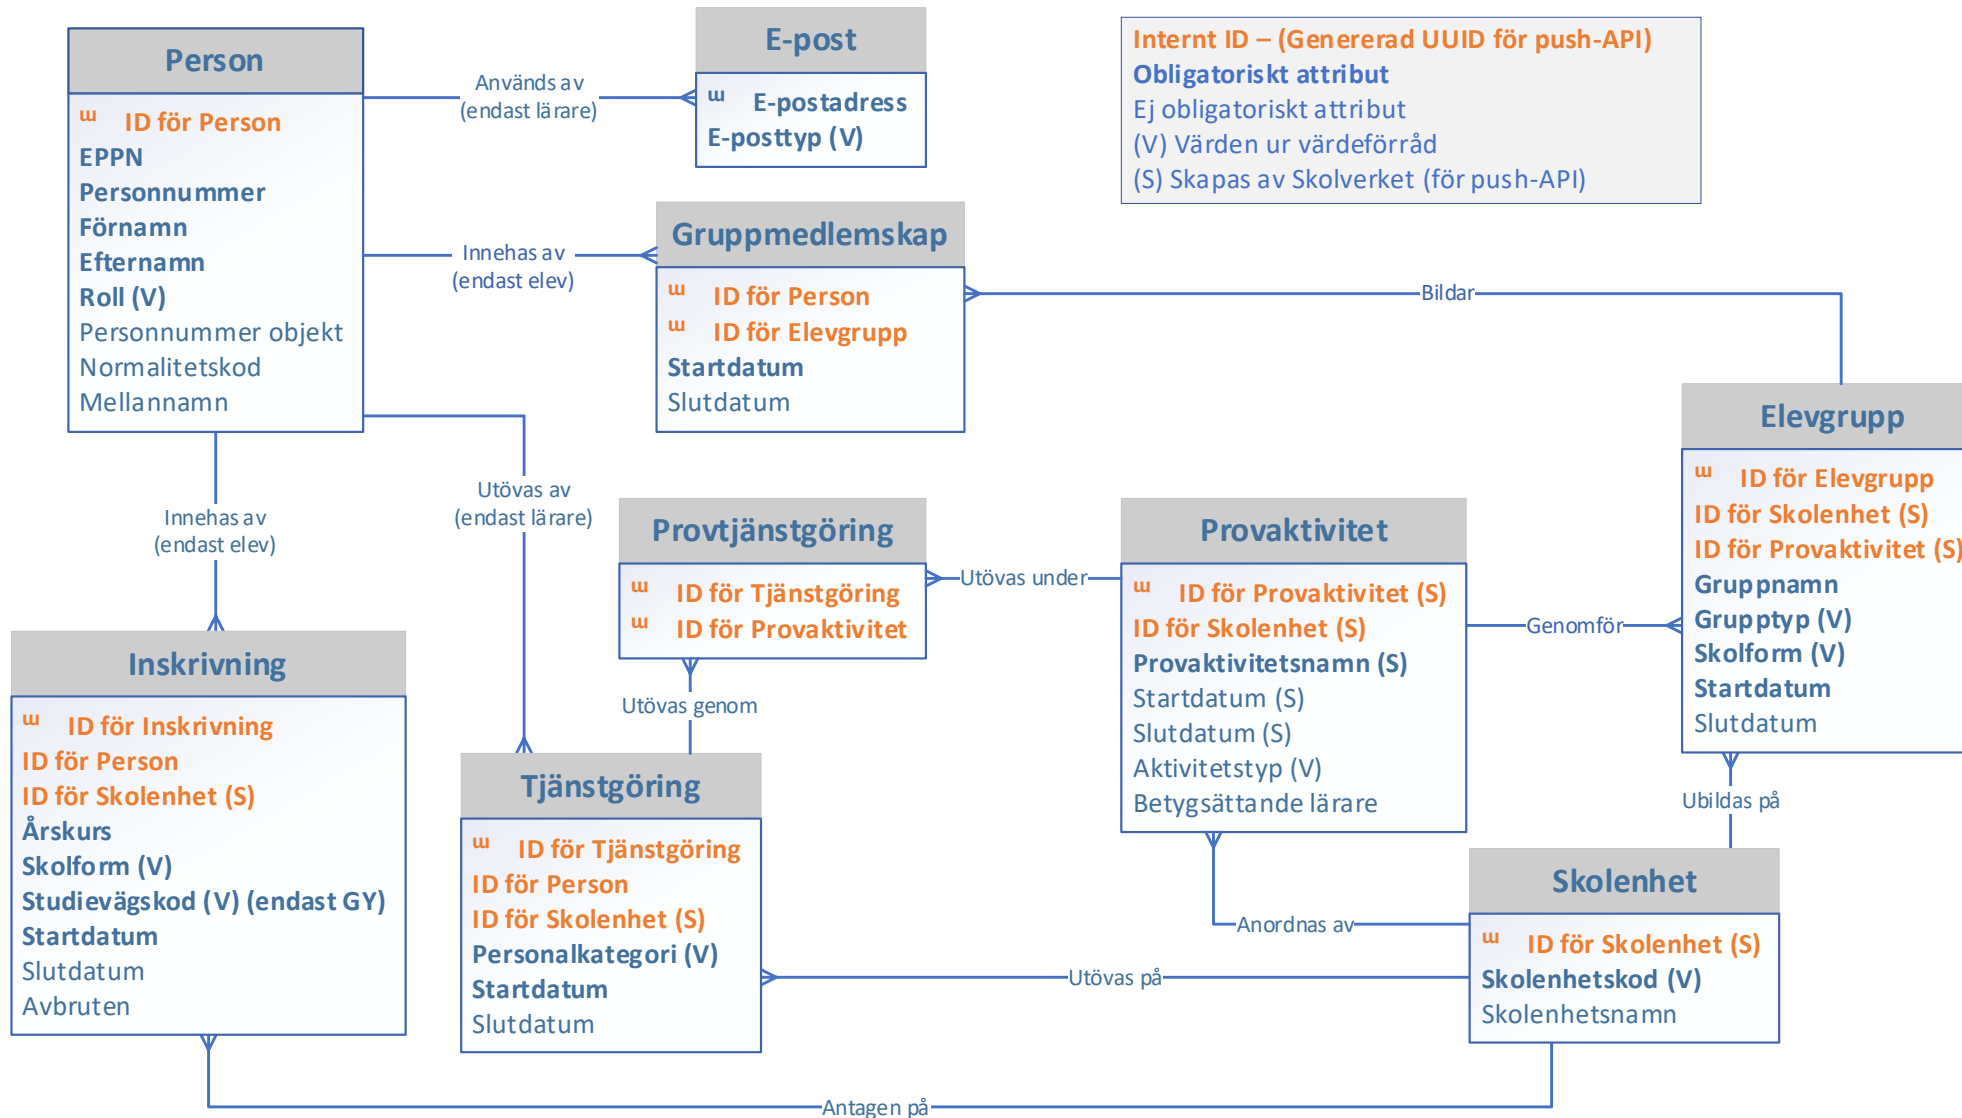 Person
ID för Person
EPPN
Personnummer
Förnamn
Efternamn
Roll (V)
Personnummer objekt
Normalitetskod
Mellannamn
Används av
(endast lärare)
E-post
E-postadress
E-posttyp (V)
Internt ID – (Genererad UUID för push-API)
Obligatoriskt attribut
Ej obligatoriskt attribut
(V) Värden ur värdeförråd
(S) Skapas av Skolverket (för push-API)
Innehas av
(endast elev)
Gruppmedlemskap
ID för Person
ID för Elevgrupp
Startdatum
Slutdatum
Bildar
Elevgrupp
ID för Elevgrupp
ID för Skolenhet (S)
ID för Provaktivitet (S)
Gruppnamn
Grupptyp (V)
Skolform (V)
Startdatum
Slutdatum
Innehas av
(endast elev)
Utövas av
(endast lärare)
Provtjänstgöring
ID för Tjänstgöring
ID för Provaktivitet
Utövas under
Provaktivitet
ID för Provaktivitet (S)
ID för Skolenhet (S)
Provaktivitetsnamn (S)
Startdatum (S)
Slutdatum (S)
Aktivitetstyp (V)
Betygsättande lärare
Genomför
Inskrivning
ID för Inskrivning
ID för Person
ID för Skolenhet (S)
Årskurs
Skolform (V)
Studievägskod (V) (endast GY)
Startdatum
Slutdatum
Avbruten
Utövas genom
Tjänstgöring
ID för Tjänstgöring
ID för Person
ID för Skolenhet (S)
Personalkategori (V)
Startdatum
Slutdatum
Ubildas på
Skolenhet
ID för Skolenhet (S)
Skolenhetskod (V)
Skolenhetsnamn
Anordnas av
Utövas på
Antagen på